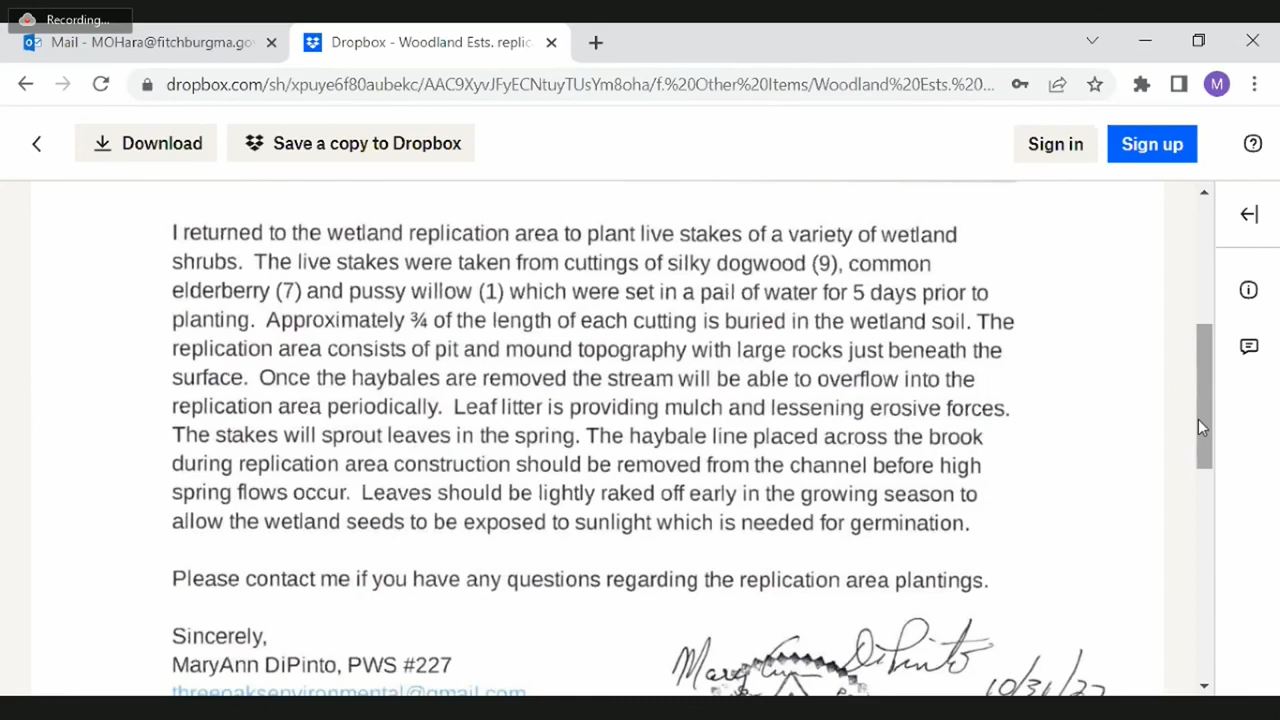 Recording...
Mail - MOHara@fitchburgma.gov
Dropbox - Woodland Ests. replic
dropbox.com/sh/xpuye6f80aubekc/AAC9XyvJFyECNtuyTUsYm8oha/f.%20Other%20Items/Woodland%20Ests.%20...
M
Download
Save a copy to Dropbox
Sign in
Sign up
I returned to the wetland replication area to plant live stakes of a variety of wetland
shrubs. The live stakes were taken from cuttings of silky dogwood (9), common
elderberry (7) and pussy willow (1) which were set in a pail of water for 5 days prior to
planting. Approximately ¾ of the length of each cutting is buried in the wetland soil. The
replication area consists of pit and mound topography with large rocks just beneath the
surface. Once the haybales are removed the stream will be able to overflow into the
replication area periodically. Leaf litter is providing mulch and lessening erosive forces.
The stakes will sprout leaves in the spring. The haybale line placed across the brook
during replication area construction should be removed from the channel before high
spring flows occur. Leaves should be lightly raked off early in the growing season to
allow the wetland seeds to be exposed to sunlight which is needed for germination.
Please contact me if you have any questions regarding the replication area plantings.
Sincerely,
MaryAnn DiPinto, PWS #227
threeoaksenvironmental@gmail.com
Mary Ann DiPinto